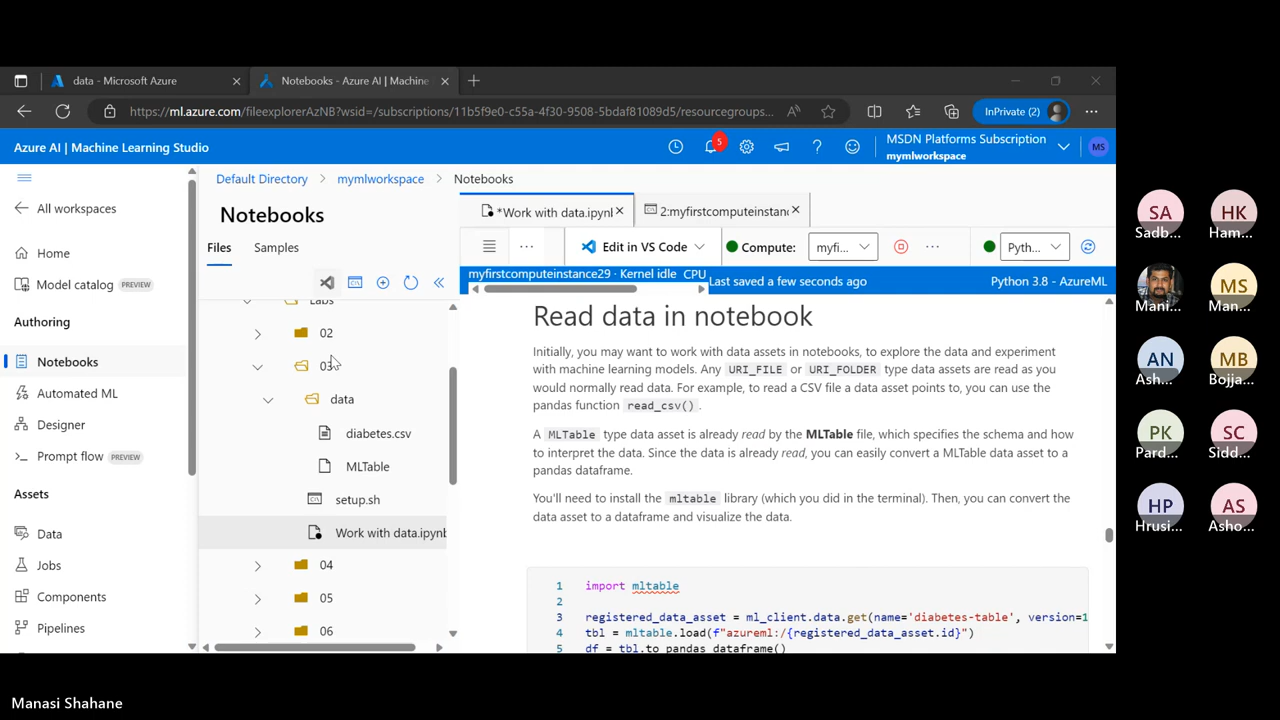 data - Microsoft Azure
Notebooks - Azure AI | Machine
https://ml.azure.com/fileexplorerAzNB?wsid=/subscriptions/11b5f9e0-c55a-4f30-9508-5bdaf81089d5/resourcegroups...
InPrivate (2)
Azure AI | Machine Learning Studio
5
MSDN Platforms Subscription
mymlworkspace
MS
All workspaces
Home
Model catalog PREVIEW
Authoring
Notebooks
Automated ML
Designer
Prompt flow PREVIEW
Assets
Data
Jobs
Components
Pipelines
Default Directory
mymlworkspace
Notebooks
Notebooks
Files
Samples
Labs
02
03
data
diabetes.csv
MLTable
setup.sh
Work with data.ipynb
04
05
06
*Work with data.ipynl
2:myfirstcomputeinstanc
Edit in VS Code
Compute:
myfi...
Pyth...
myfirstcomputeinstance29 · Kernel idle CPU
Last saved a few seconds ago
Python 3.8 - AzureML
Read data in notebook
Initially, you may want to work with data assets in notebooks, to explore the data and experiment
with machine learning models. Any URI_FILE or URI_FOLDER type data assets are read as you
would normally read data. For example, to read a CSV file a data asset points to, you can use the
pandas function read_csv().
A MLTable type data asset is already read by the MLTable file, which specifies the schema and how
to interpret the data. Since the data is already read, you can easily convert a MLTable data asset to a
pandas dataframe.
You'll need to install the mltable library (which you did in the terminal). Then, you can convert the
data asset to a dataframe and visualize the data.
1 import mltable
2
3 registered_data_asset = ml_client.data.get(name='diabetes-table', version=1
4 tbl = mltable.load(f"azureml:/{registered_data_asset.id}")
5 df = tbl.to_pandas_dataframe()
SA
Sadb...
HK
Ham...
Mani...
MS
Man...
AN
Ash...
MB
Bojja...
PK
Pard...
SC
Sidd...
HP
Hrusi...
AS
Asho...
Manasi Shahane